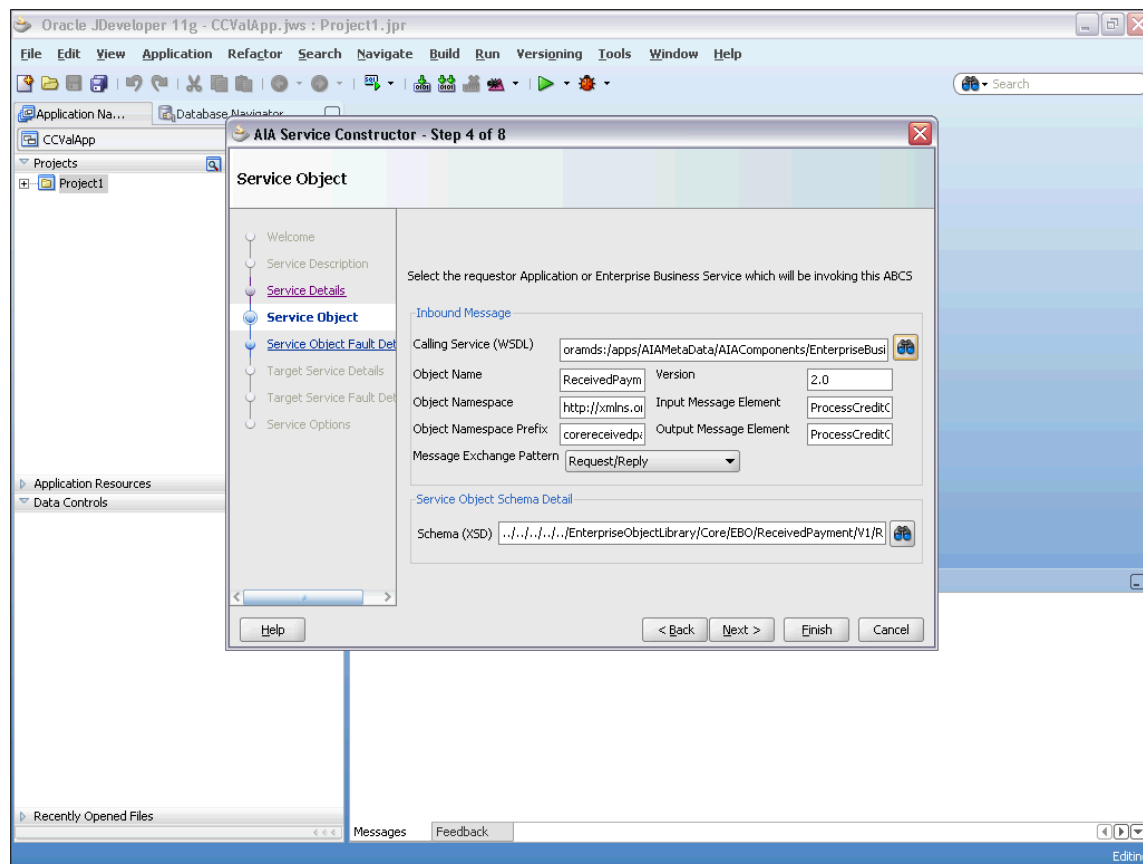 Oracle JDeveloper 11g - CCValApp.jws : Project1.jpr
File Edit View Application Refactor Search Navigate Build Run Versioning Tools Window Help
Search
Application Na... Database Navigator
CCValApp
Projects
Project1
Application Resources
Data Controls
Recently Opened Files
AIA Service Constructor - Step 4 of 8
Service Object
Welcome
Service Description
Service Details
Service Object
Service Object Fault Det
Target Service Details
Target Service Fault Det
Service Options
Select the requestor Application or Enterprise Business Service which will be invoking this ABCS
Inbound Message
Calling Service (WSDL) oramds:/apps/AIAMetaData/AIAComponents/EnterpriseBusi
Object Name ReceivedPaym Version 2.0
Object Namespace http://xmlns.or Input Message Element ProcessCreditC
Object Namespace Prefix corereceivedpa Output Message Element ProcessCreditC
Message Exchange Pattern Request/Reply
Service Object Schema Detail
Schema (XSD) ../../../../../EnterpriseObjectLibrary/Core/EBO/ReceivedPayment/V1/R
Help < Back Next > Finish Cancel
Messages Feedback
Editin